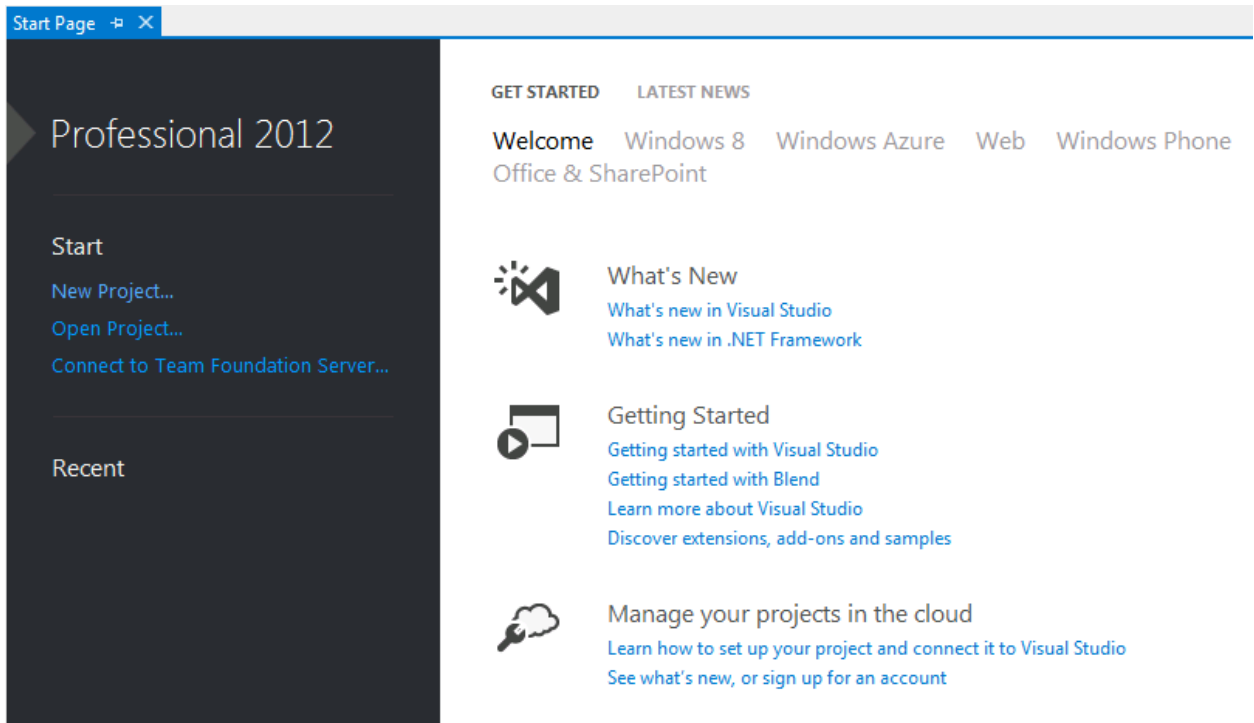 Start Page
Professional 2012
Start
New Project...
Open Project...
Connect to Team Foundation Server...
Recent
GET STARTED LATEST NEWS
Welcome Windows 8 Windows Azure Web Windows Phone
Office & SharePoint
What's New
What's new in Visual Studio
What's new in .NET Framework
Getting Started
Getting started with Visual Studio
Getting started with Blend
Learn more about Visual Studio
Discover extensions, add-ons and samples
Manage your projects in the cloud
Learn how to set up your project and connect it to Visual Studio
See what's new, or sign up for an account